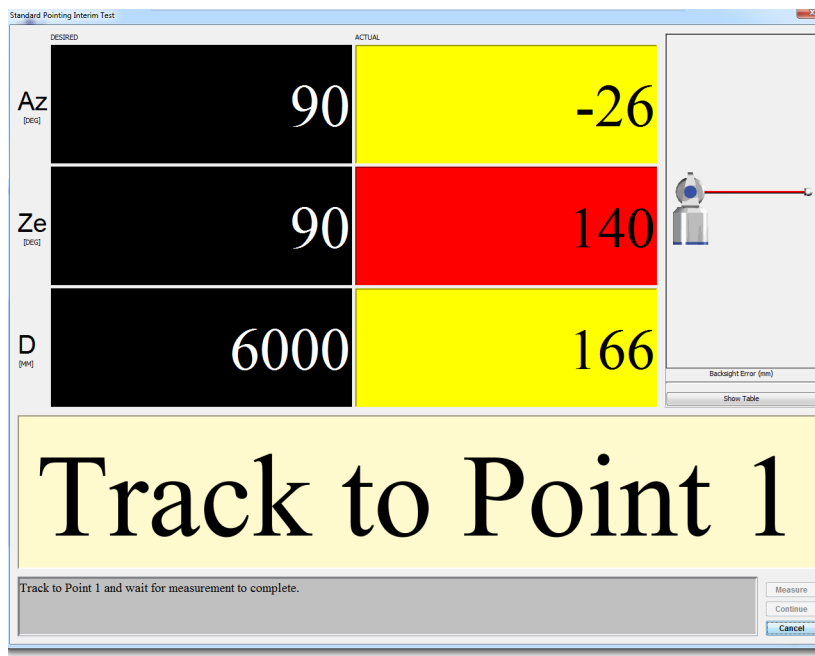 Standard Pointing Interim Test
DESIRED ACTUAL
Az 90 -26
[DEG]
Ze 90 140
[DEG]
D 6000 166
[MM]
Backsight Error (mm)
Show Table
Track to Point 1
Track to Point 1 and wait for measurement to complete.
Measure
Continue
Cancel